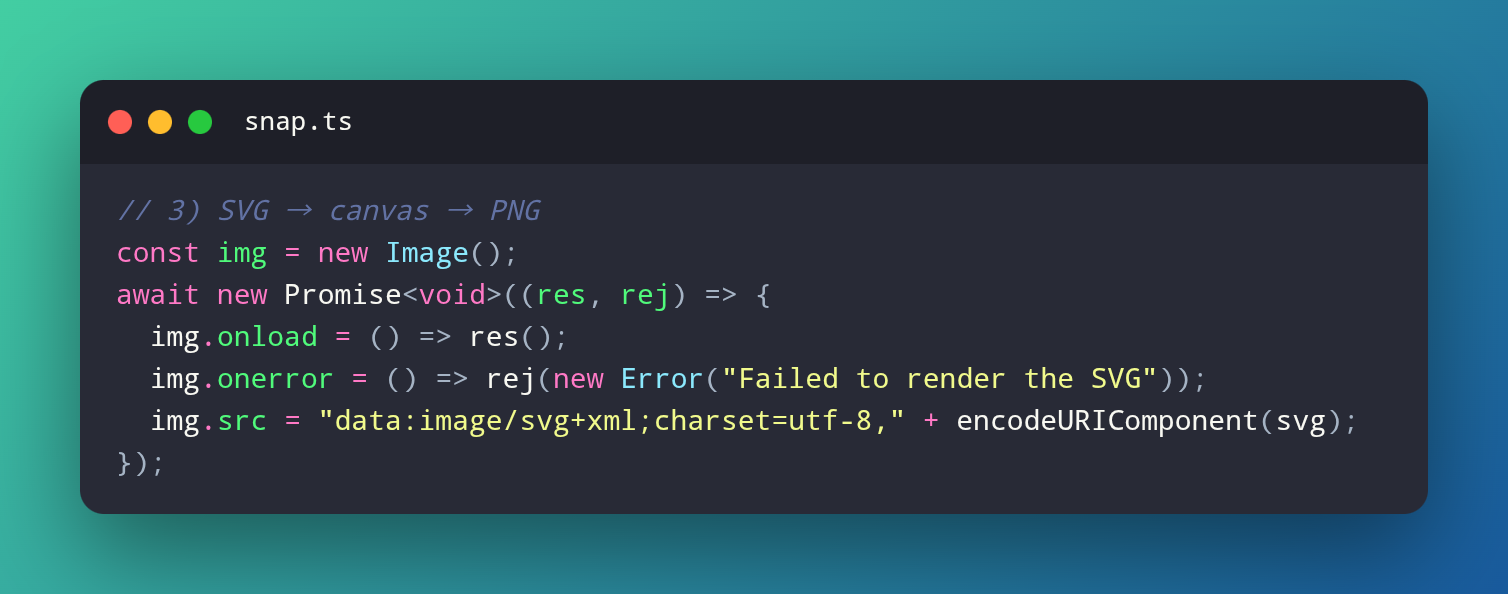 snap.ts
// 3) SVG → canvas → PNG
const img = new Image();
await new Promise<void>((res, rej) => {
  img.onload = () => res();
  img.onerror = () => rej(new Error("Failed to render the SVG"));
  img.src = "data:image/svg+xml;charset=utf-8," + encodeURIComponent(svg);
});